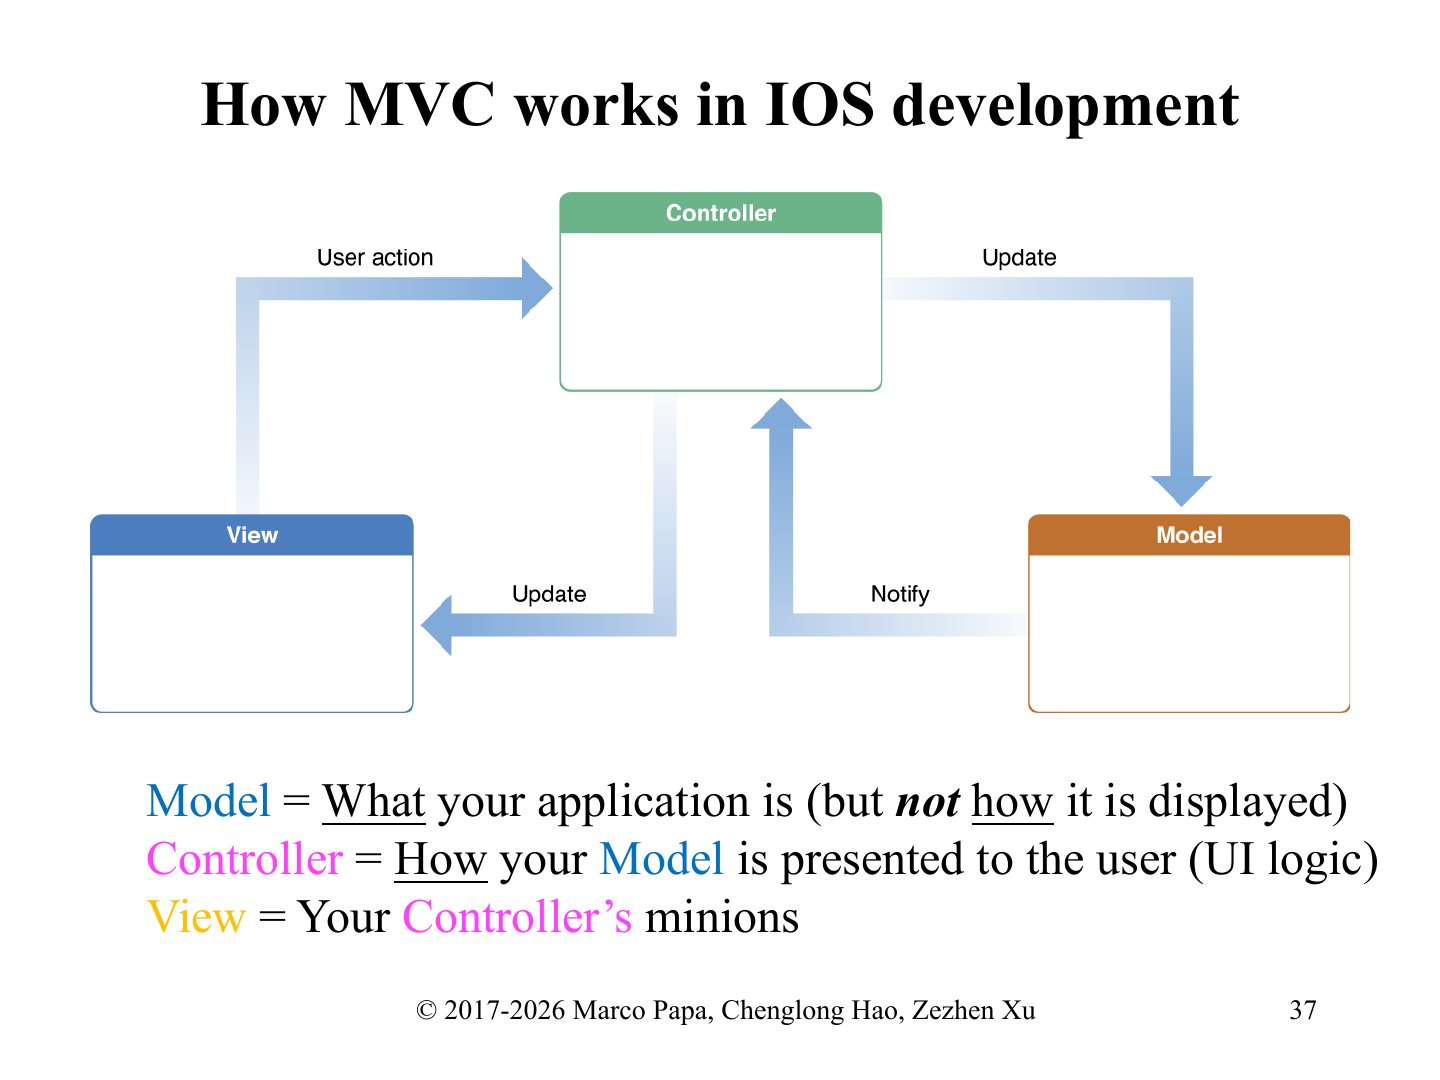 How MVC works in IOS development
Controller
User action
Update
View
Model
Update
Notify
Model = What your application is (but not how it is displayed)
Controller = How your Model is presented to the user (UI logic)
View = Your Controller’s minions
© 2017-2026 Marco Papa, Chenglong Hao, Zezhen Xu
37